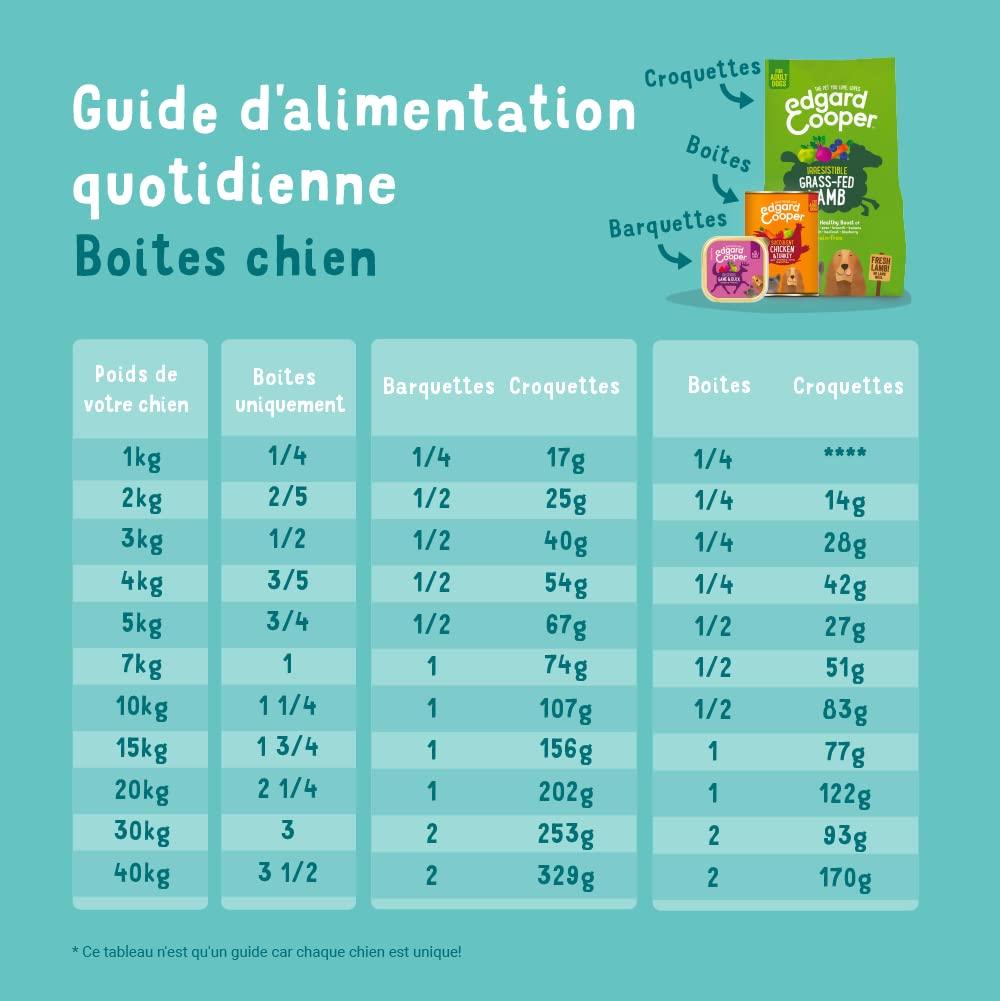 Guide d'alimentation
quotidienne
Boites chien
Croquettes
Boites
Barquettes
FOR
ADULT
DOGS
THE PET YOU LOVE, LOVES
edgard
Cooper
IRRESISTIBLE
GRASS-FED
LAMB
Healthy
FRESH
LAMB!
edgard
Cooper
SUCCULENT
CHICKEN
& TURKEY
edgard
Cooper
GAME & DUCK
Poids de
votre chien
Boites
uniquement
Barquettes Croquettes
Boites Croquettes
1kg 1/4 1/4 17g 1/4 ****
2kg 2/5 1/2 25g 1/4 14g
3kg 1/2 1/2 40g 1/4 28g
4kg 3/5 1/2 54g 1/4 42g
5kg 3/4 1/2 67g 1/2 27g
7kg 1 1 74g 1/2 51g
10kg 1 1/4 1 107g 1/2 83g
15kg 1 3/4 1 156g 1 77g
20kg 2 1/4 1 202g 1 122g
30kg 3 2 253g 2 93g
40kg 3 1/2 2 329g 2 170g
* Ce tableau n'est qu'un guide car chaque chien est unique!